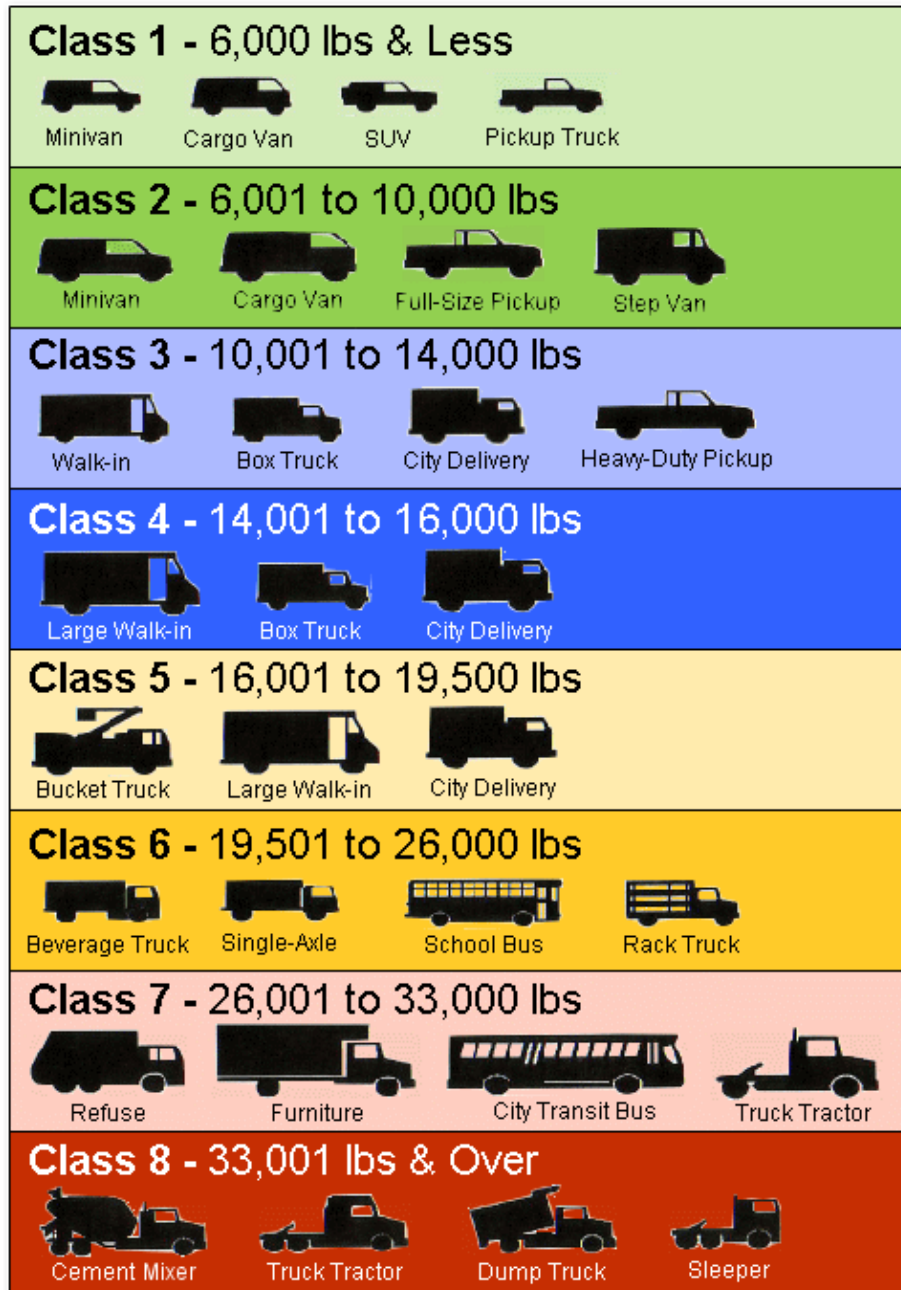 Class 1 - 6,000 lbs & Less
Minivan Cargo Van SUV Pickup Truck
Class 2 - 6,001 to 10,000 lbs
Minivan Cargo Van Full-Size Pickup Step Van
Class 3 - 10,001 to 14,000 lbs
Walk-in Box Truck City Delivery Heavy-Duty Pickup
Class 4 - 14,001 to 16,000 lbs
Large Walk-in Box Truck City Delivery
Class 5 - 16,001 to 19,500 lbs
Bucket Truck Large Walk-in City Delivery
Class 6 - 19,501 to 26,000 lbs
Beverage Truck Single-Axle School Bus Rack Truck
Class 7 - 26,001 to 33,000 lbs
Refuse Furniture City Transit Bus Truck Tractor
Class 8 - 33,001 lbs & Over
Cement Mixer Truck Tractor Dump Truck Sleeper